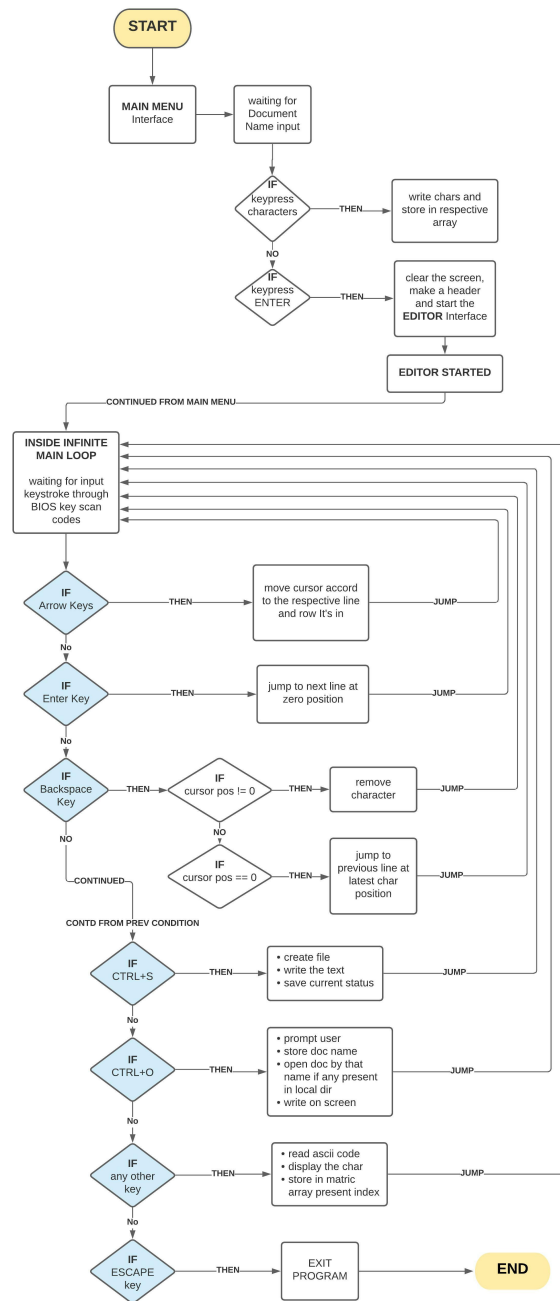 START
MAIN MENU
Interface
waiting for
Document
Name input
IF
keypress
characters
THEN
write chars and
store in respective
array
NO
IF
keypress
ENTER
THEN
clear the screen,
make a header
and start the
EDITOR Interface
EDITOR STARTED
CONTINUED FROM MAIN MENU
INSIDE INFINITE
MAIN LOOP
waiting for input
keystroke through
BIOS key scan
codes
IF
Arrow Keys
THEN
move cursor accord
to the respective line
and row It's in
JUMP
No
IF
Enter Key
THEN
jump to next line at
zero position
JUMP
No
IF
Backspace
Key
THEN
IF
cursor pos != 0
THEN
remove
character
JUMP
NO
NO
IF
cursor pos == 0
THEN
jump to
previous line at
latest char
position
JUMP
CONTINUED
CONTD FROM PREV CONDITION
IF
CTRL+S
THEN
• create file
• write the text
• save current status
JUMP
No
IF
CTRL+O
THEN
• prompt user
• store doc name
• open doc by that
name if any present
in local dir
• write on screen
JUMP
No
IF
any other
key
THEN
• read ascii code
• display the char
• store in matric
array present index
JUMP
No
IF
ESCAPE
key
THEN
EXIT
PROGRAM
END